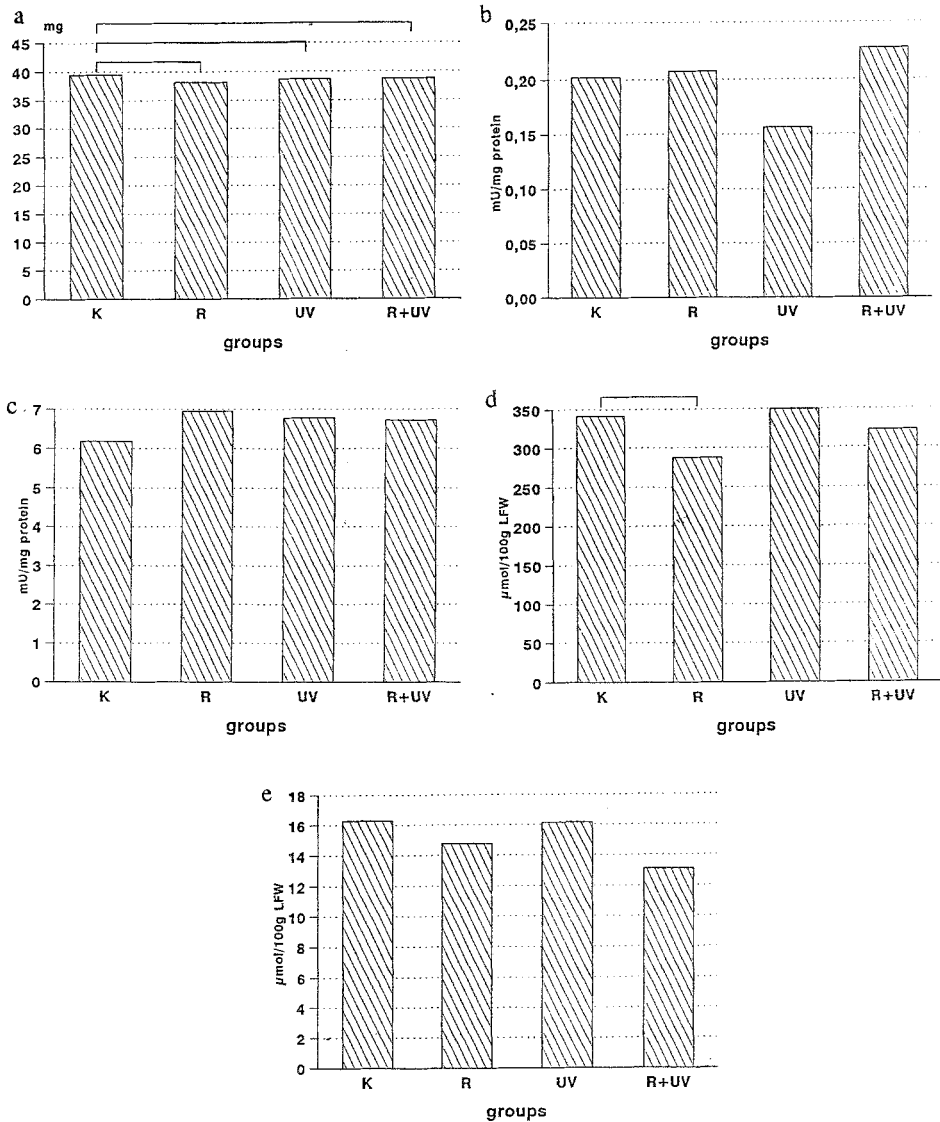 a
mg
45
40
35
30
25
20
15
10
5
0
K R UV R+UV
groups
b
mU/mg protein
0,25
0,20
0,15
0,10
0,05
0,00
K R UV R+UV
groups
c
mU/mg protein
7
6
5
4
3
2
1
0
K R UV R+UV
groups
d
µmol/100g LFW
350
300
250
200
150
100
50
0
K R UV R+UV
groups
e
µmol/100g LFW
18
16
14
12
10
8
6
4
2
0
K R UV R+UV
groups